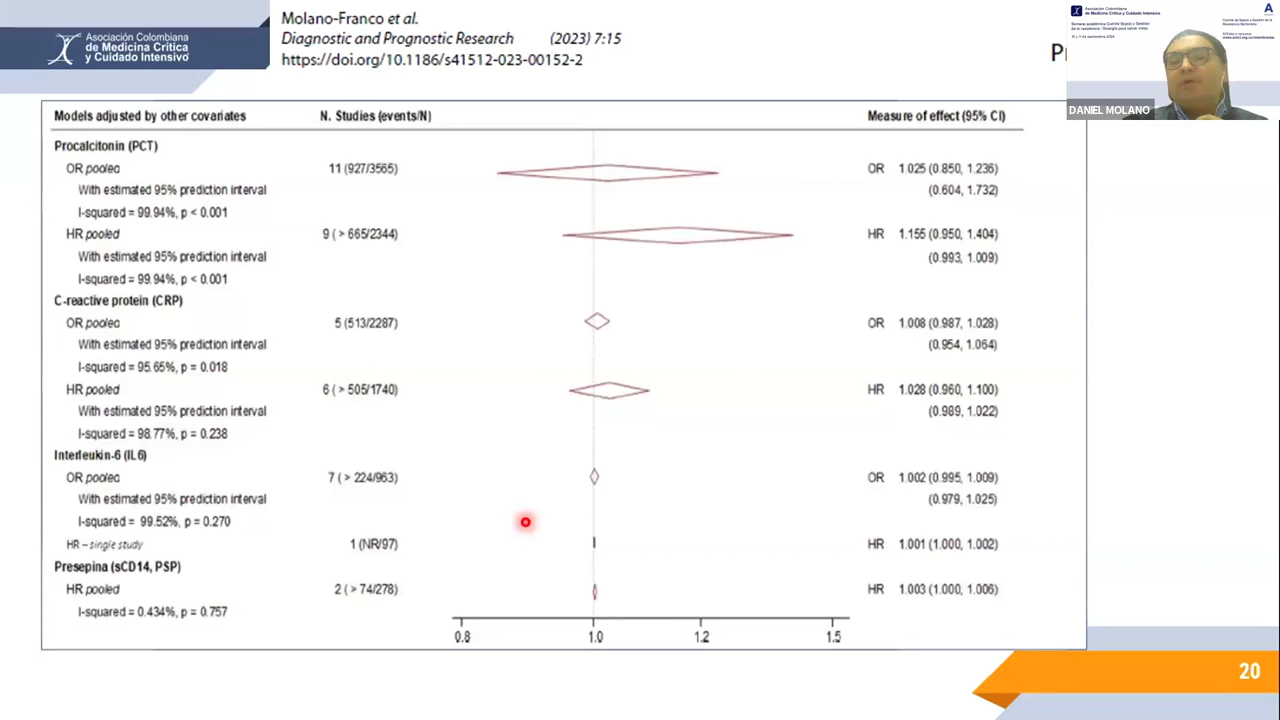 Asociación Colombiana
Medicina Crítica
y Cuidado Intensivo
Molano-Franco et al.
Diagnostic and Prognostic Research (2023) 7:15
https://doi.org/10.1186/s41512-023-00152-2
Asociación Colombiana
de Medicina Crítica y Cuidado Intensivo
Semana académica Comité Sepsis y Gestión
DANIEL MOLANO
Models adjusted by other covariates N. Studies (events/N) Measure of effect (95% CI)
Procalcitonin (PCT)
OR pooled 11 (927/3565) OR 1.025 (0.850, 1.236)
With estimated 95% prediction interval (0.604, 1.732)
I-squared = 99.94%, p < 0.001
HR pooled 9 ( > 665/2344) HR 1.155 (0.950, 1.404)
With estimated 95% prediction interval (0.993, 1.009)
I-squared = 99.94%, p < 0.001
C-reactive protein (CRP)
OR pooled 5 (513/2287) OR 1.008 (0.987, 1.028)
With estimated 95% prediction interval (0.954, 1.064)
I-squared = 95.65%, p = 0.018
HR pooled 6 ( > 505/1740) HR 1.028 (0.960, 1.100)
With estimated 95% prediction interval (0.989, 1.022)
I-squared = 98.77%, p = 0.238
Interleukin-6 (IL6)
OR pooled 7 ( > 224/963) OR 1.002 (0.995, 1.009)
With estimated 95% prediction interval (0.979, 1.025)
I-squared = 99.52%, p = 0.270
HR – single study 1 (NR/97) HR 1.001 (1.000, 1.002)
Presepina (sCD14, PSP)
HR pooled 2 ( > 74/278) HR 1.003 (1.000, 1.006)
I-squared = 0.434%, p = 0.757
0.8 1.0 1.2 1.5
20